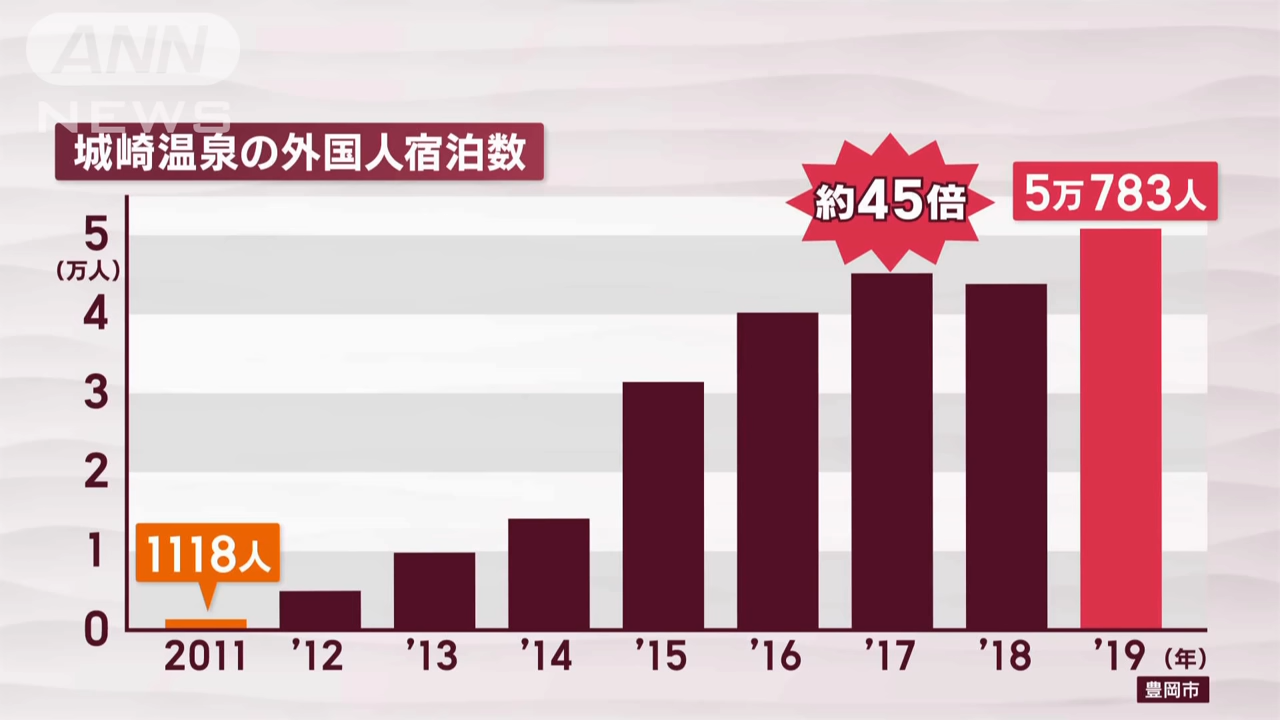 ANN
NEWS
城崎温泉の外国人宿泊数
約45倍
5万783人
5
(万人)
4
3
2
1
0
1118人
2011 ’12 ’13 ’14 ’15 ’16 ’17 ’18 ’19 (年)
豊岡市